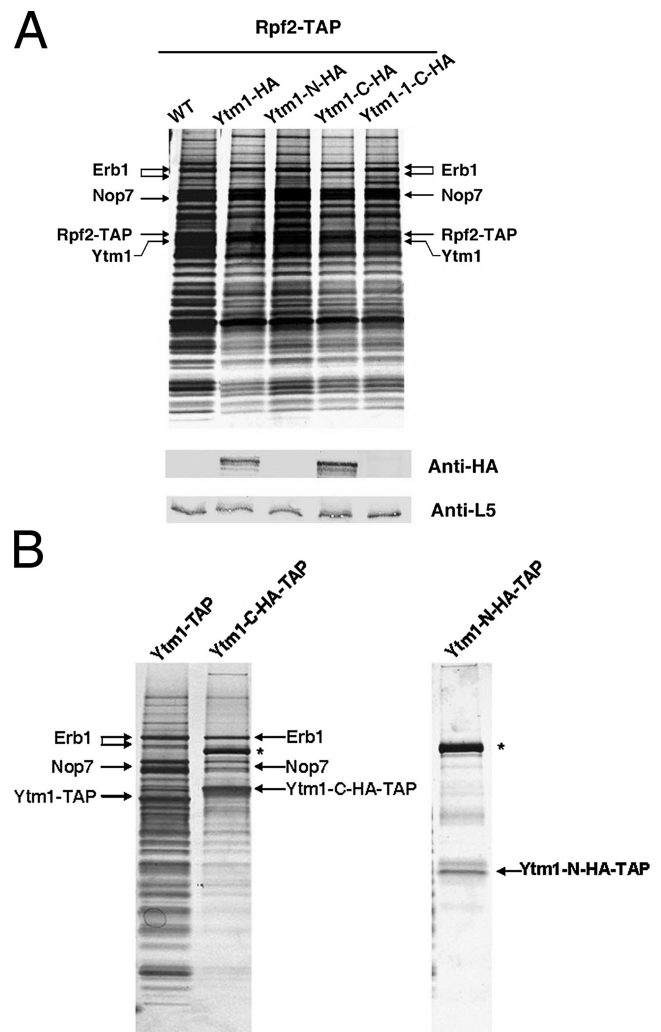 A
Rpf2-TAP
WT
Ytm1-HA
Ytm1-N-HA
Ytm1-C-HA
Ytm1-1-C-HA
Erb1
Erb1
Nop7
Nop7
Rpf2-TAP
Rpf2-TAP
Ytm1
Ytm1
Anti-HA
Anti-L5
B
Ytm1-TAP
Ytm1-C-HA-TAP
Ytm1-N-HA-TAP
Erb1
Erb1
*
*
Nop7
Nop7
Ytm1-TAP
Ytm1-C-HA-TAP
Ytm1-N-HA-TAP